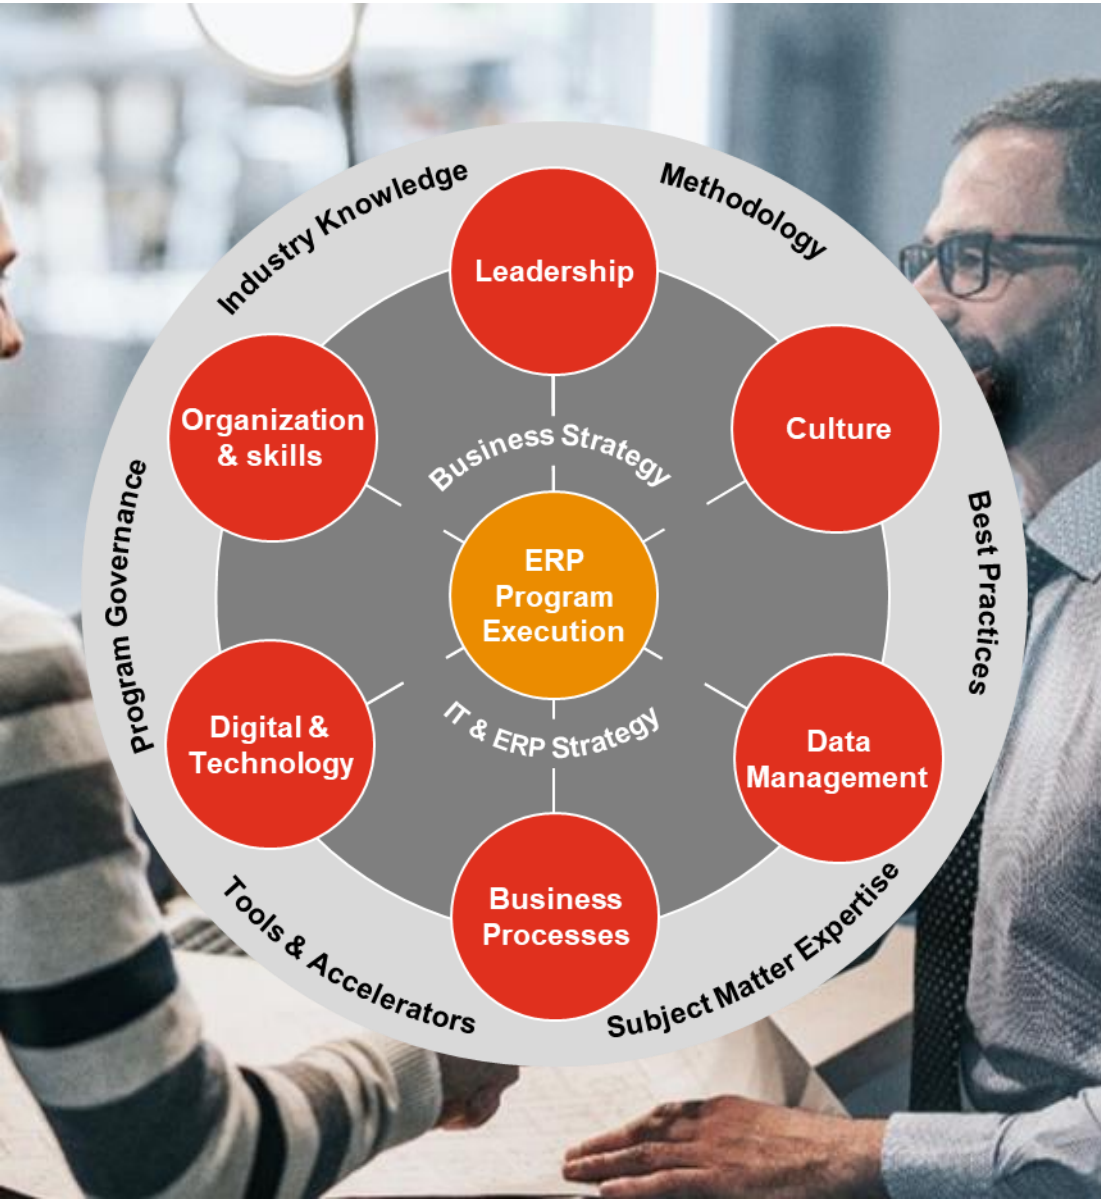 Industry Knowledge
Methodology
Leadership
Organization
& skills
Culture
Business Strategy
Program Governance
Best Practices
ERP
Program
Execution
IT & ERP Strategy
Digital &
Technology
Data
Management
Business
Processes
Tools & Accelerators
Subject Matter Expertise